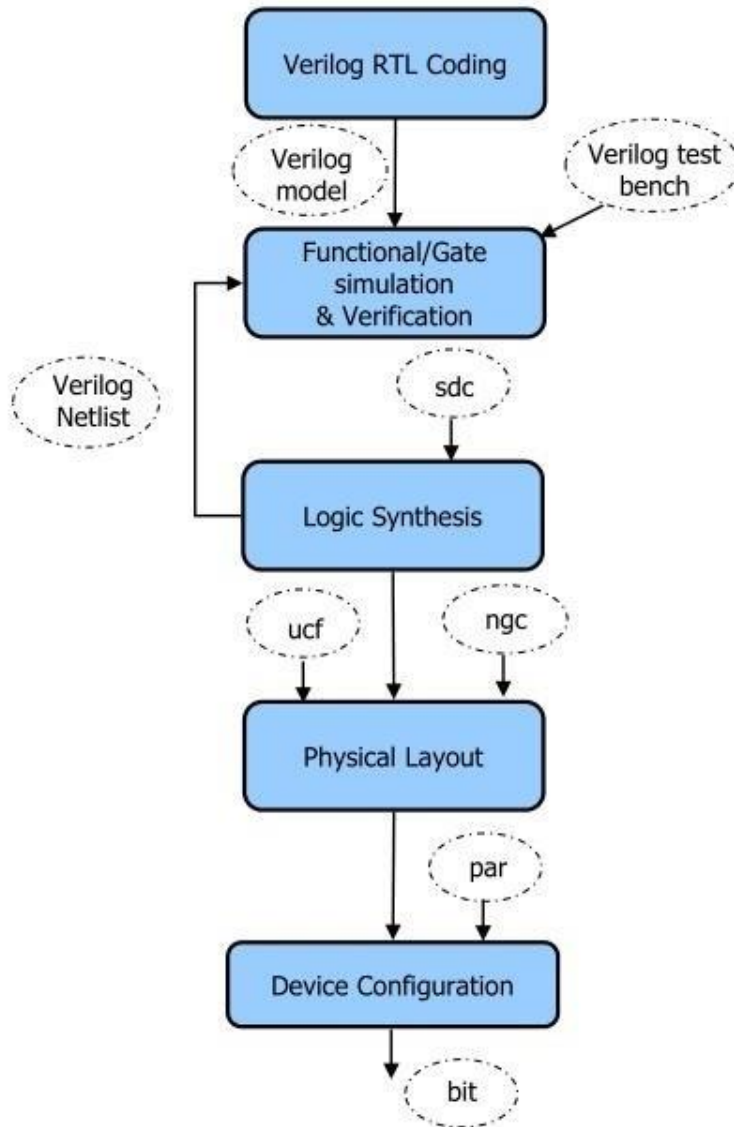 Verilog RTL Coding
Verilog
model
Verilog test
bench
Functional/Gate
simulation
& Verification
Verilog
Netlist
sdc
Logic Synthesis
ucf
ngc
Physical Layout
par
Device Configuration
bit